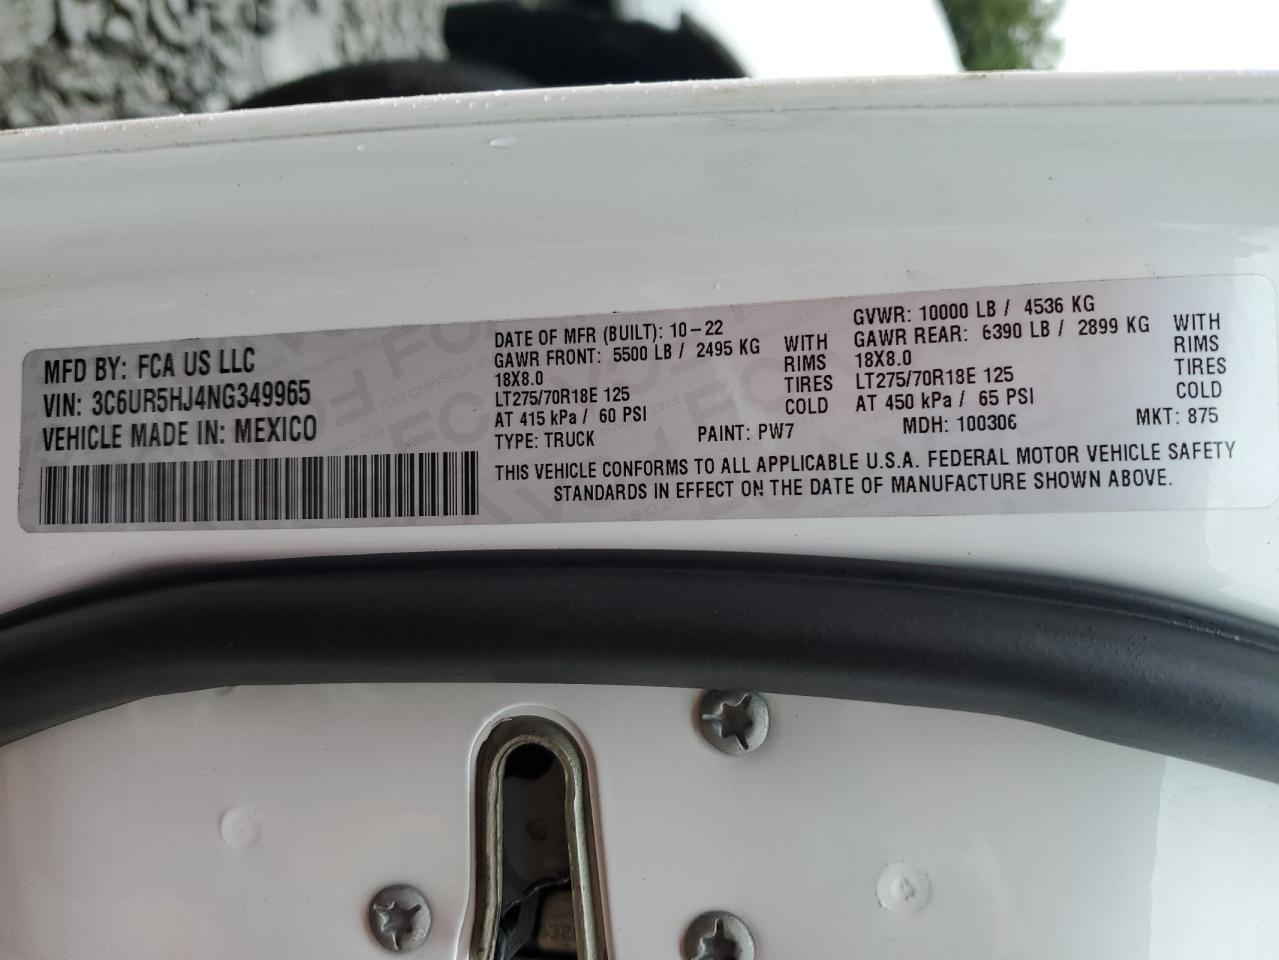 MFD BY: FCA US LLC
VIN: 3C6UR5HJ4NG349965
VEHICLE MADE IN: MEXICO
DATE OF MFR (BUILT): 10-22
GAWR FRONT: 5500 LB / 2495 KG WITH
18X8.0 RIMS
LT275/70R18E 125 TIRES
AT 415 kPa / 60 PSI COLD
GVWR: 10000 LB / 4536 KG
GAWR REAR: 6390 LB / 2899 KG WITH
18X8.0 RIMS
LT275/70R18E 125 TIRES
AT 450 kPa / 65 PSI COLD
TYPE: TRUCK PAINT: PW7 MDH: 100306 MKT: 875
THIS VEHICLE CONFORMS TO ALL APPLICABLE U.S.A. FEDERAL MOTOR VEHICLE SAFETY
STANDARDS IN EFFECT ON THE DATE OF MANUFACTURE SHOWN ABOVE.